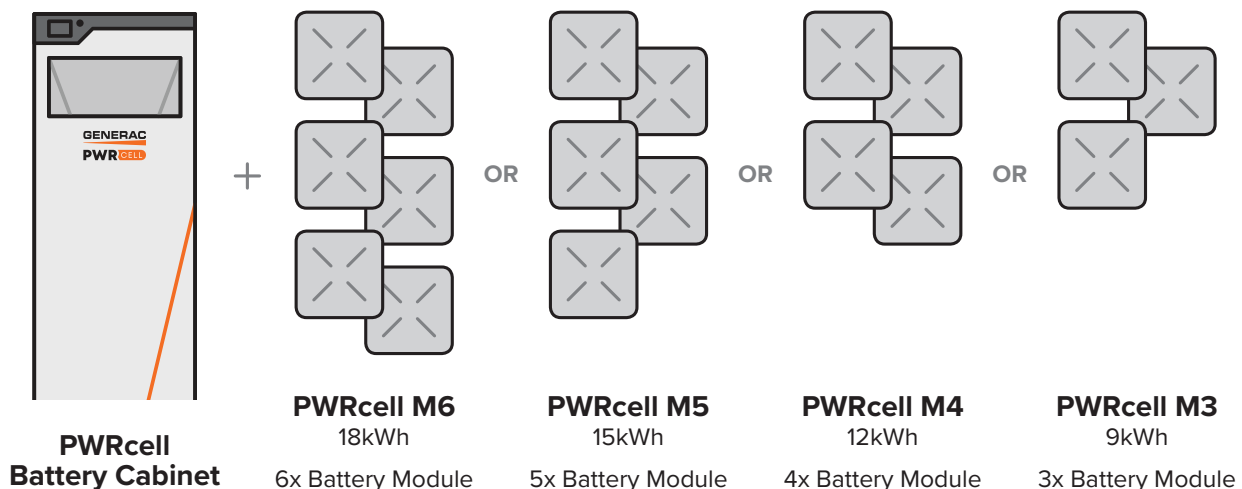 GENERAC
PWRCELL
+
OR
OR
OR
PWRcell
Battery Cabinet
PWRcell M6
18kWh
6x Battery Module
PWRcell M5
15kWh
5x Battery Module
PWRcell M4
12kWh
4x Battery Module
PWRcell M3
9kWh
3x Battery Module